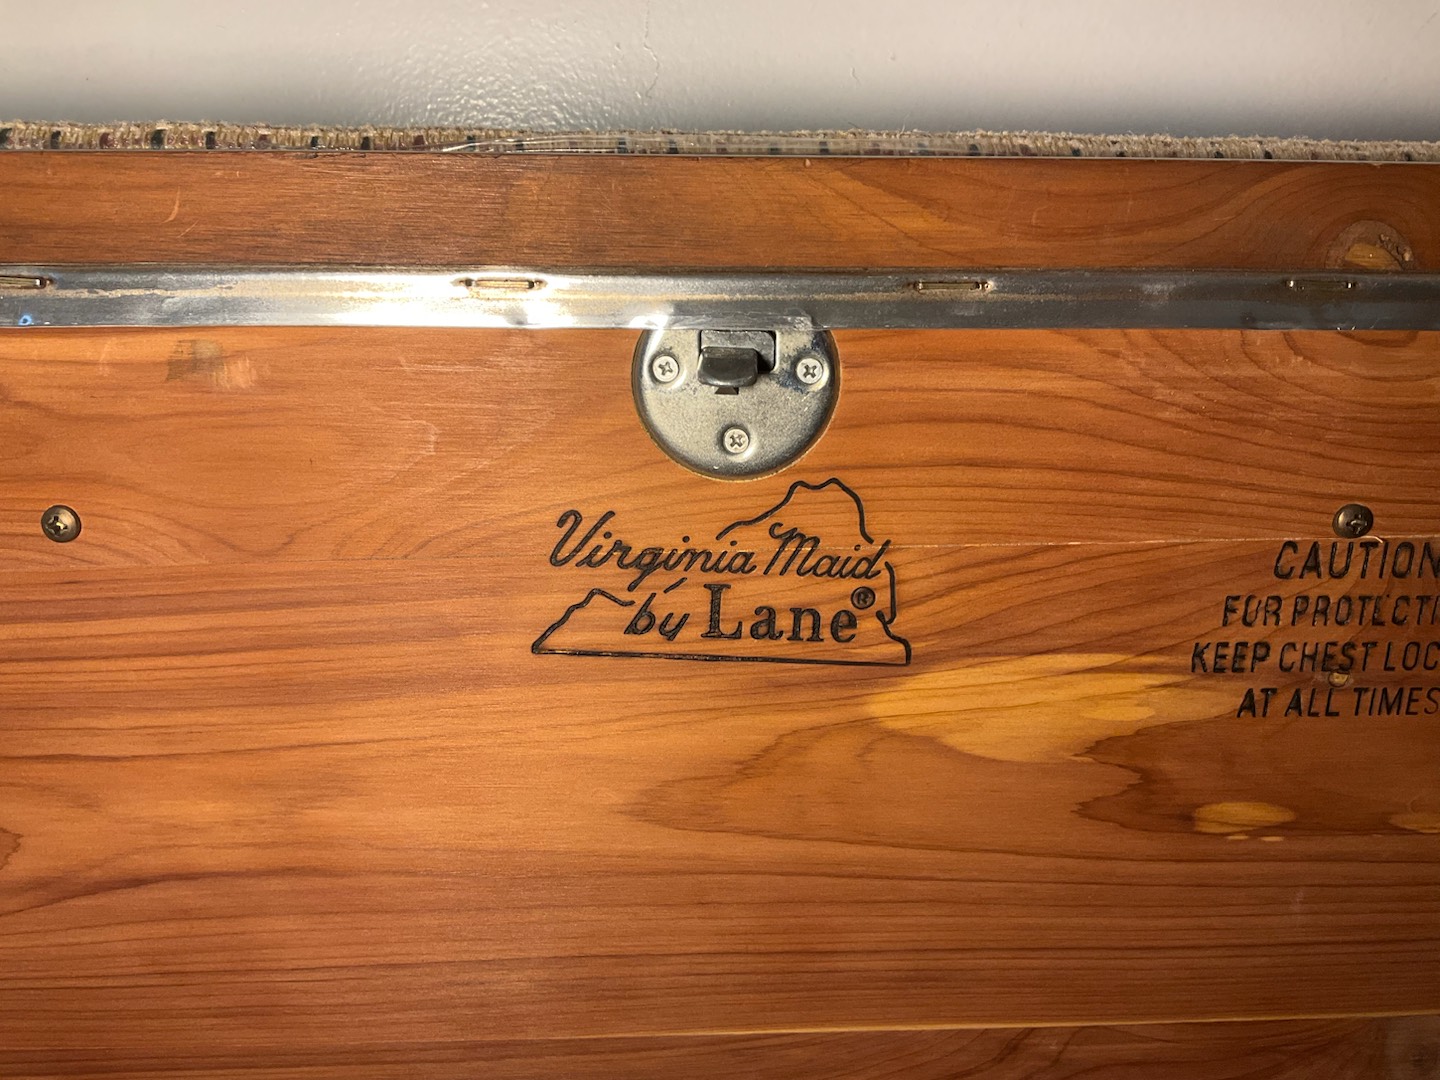 Virginia Maid
by Lane®
CAUTION
FOR PROTECTI
KEEP CHEST LOC
AT ALL TIMES